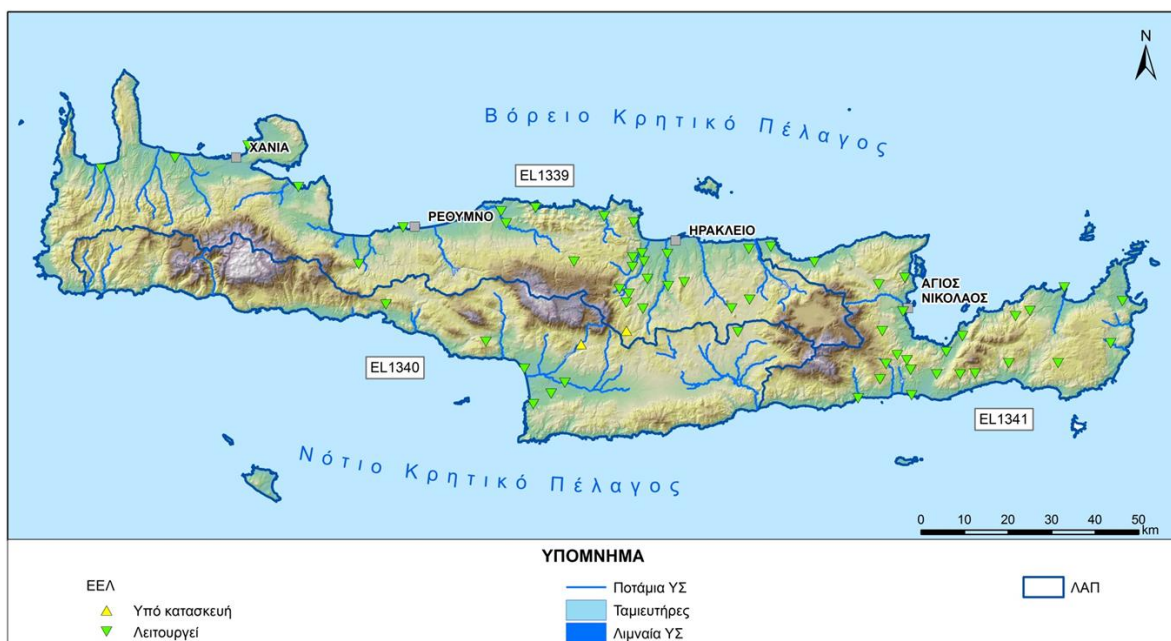 N
Βόρειο Κρητικό Πέλαγος
ΧΑΝΙΑ
EL1339
ΡΕΘΥΜΝΟ
ΗΡΑΚΛΕΙΟ
ΑΓΙΟΣ
ΝΙΚΟΛΑΟΣ
EL1340
EL1341
Νότιο Κρητικό Πέλαγος
0 10 20 30 40 50
km
ΥΠΟΜΝΗΜΑ
ΕΕΛ
Υπό κατασκευή
Λειτουργεί
Ποτάμια ΥΣ
Ταμιευτήρες
Λιμναία ΥΣ
ΛΑΠ